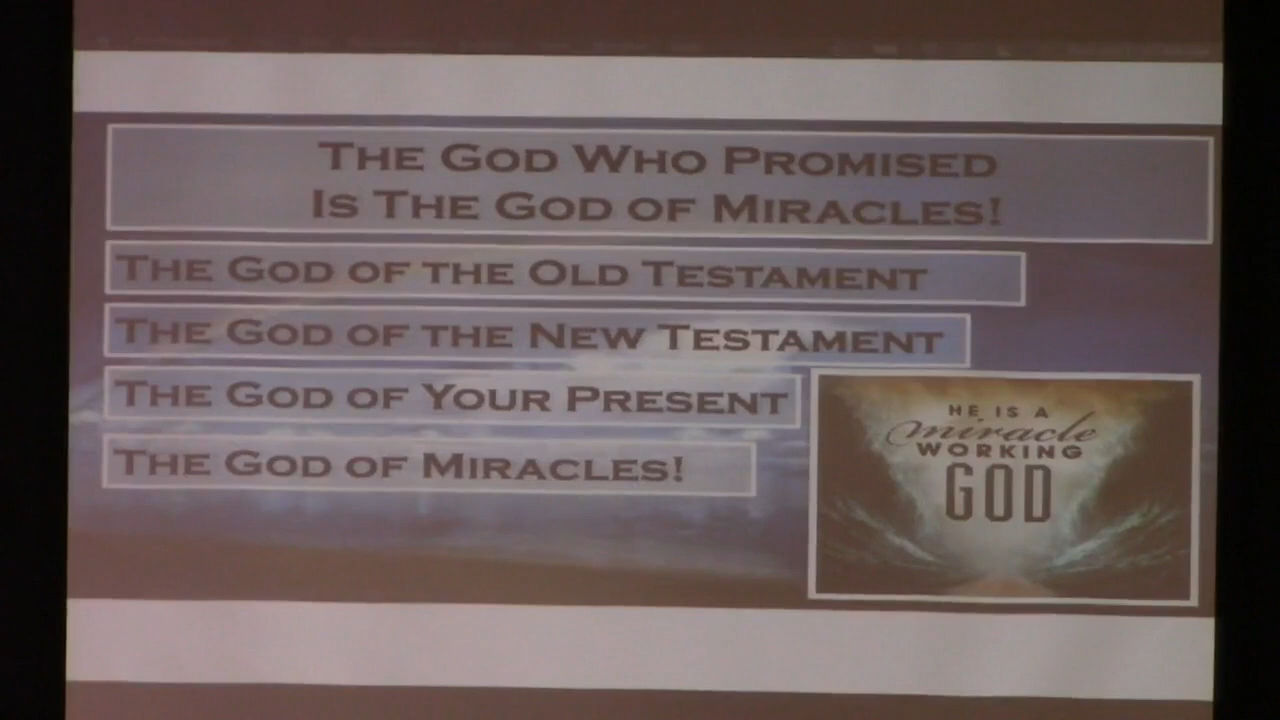 The God Who Promised
Is The God of Miracles!
The God of the Old Testament
The God of the New Testament
The God of Your Present
The God of Miracles!
HE IS A
miracle
WORKING
GOD